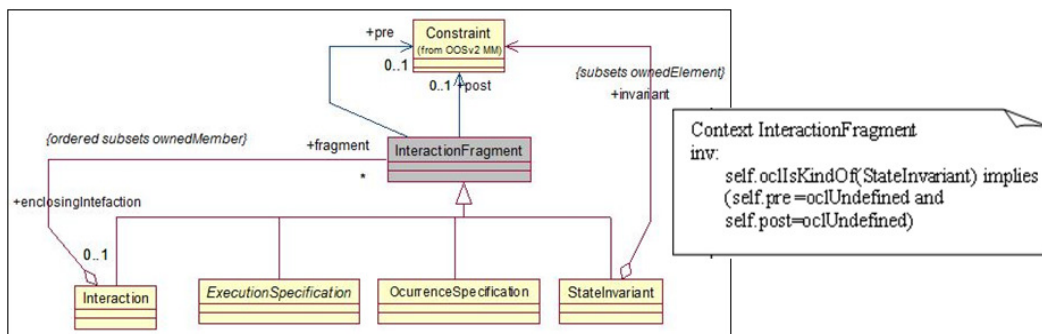 +pre
Constraint
(from OOSv2 MM)
0..1
0..1
+post
{subsets ownedElement}
+invariant
{ordered subsets ownedMember}
+fragment
InteractionFragment
*
+enclosingIntefaction
0..1
Interaction
ExecutionSpecification
OcurrenceSpecification
StateInvariant
Context InteractionFragment
inv:
self.oclIsKindOf(StateInvariant) implies
(self.pre =oclUndefined and
self.post=oclUndefined)